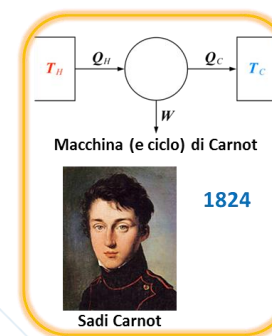 T_H Q_H Q_C T_C
W
Macchina (e ciclo) di Carnot
1824
Sadi Carnot